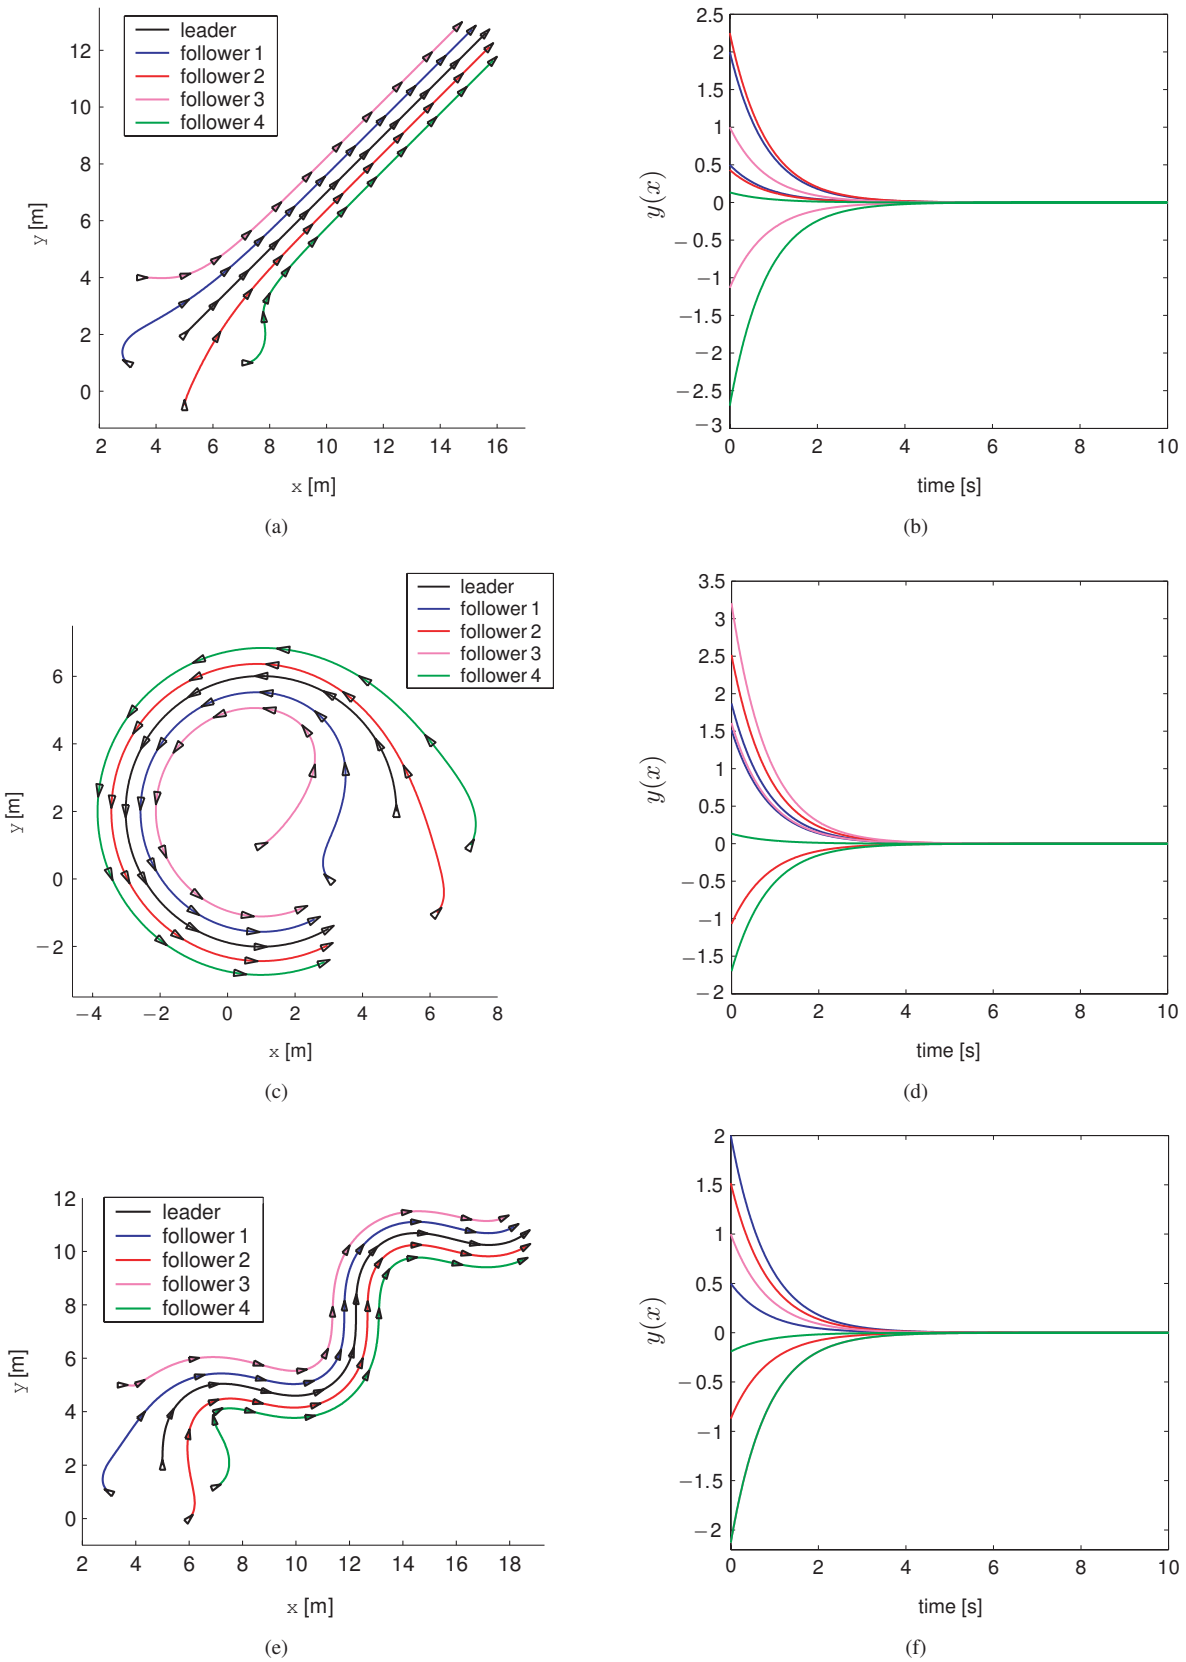 leader
follower 1
follower 2
follower 3
follower 4
12
10
8
6
4
2
0
y [m]
2 4 6 8 10 12 14 16
x [m]
(a)
2.5
2
1.5
1
0.5
0
−0.5
−1
−1.5
−2
−2.5
−3
y(x)
0 2 4 6 8 10
time [s]
(b)
leader
follower 1
follower 2
follower 3
follower 4
6
4
2
0
−2
y [m]
−4 −2 0 2 4 6 8
x [m]
(c)
3.5
3
2.5
2
1.5
1
0.5
0
−0.5
−1
−1.5
−2
y(x)
0 2 4 6 8 10
time [s]
(d)
leader
follower 1
follower 2
follower 3
follower 4
12
10
8
6
4
2
0
y [m]
2 4 6 8 10 12 14 16 18
x [m]
(e)
2
1.5
1
0.5
0
−0.5
−1
−1.5
−2
y(x)
0 2 4 6 8 10
time [s]
(f)